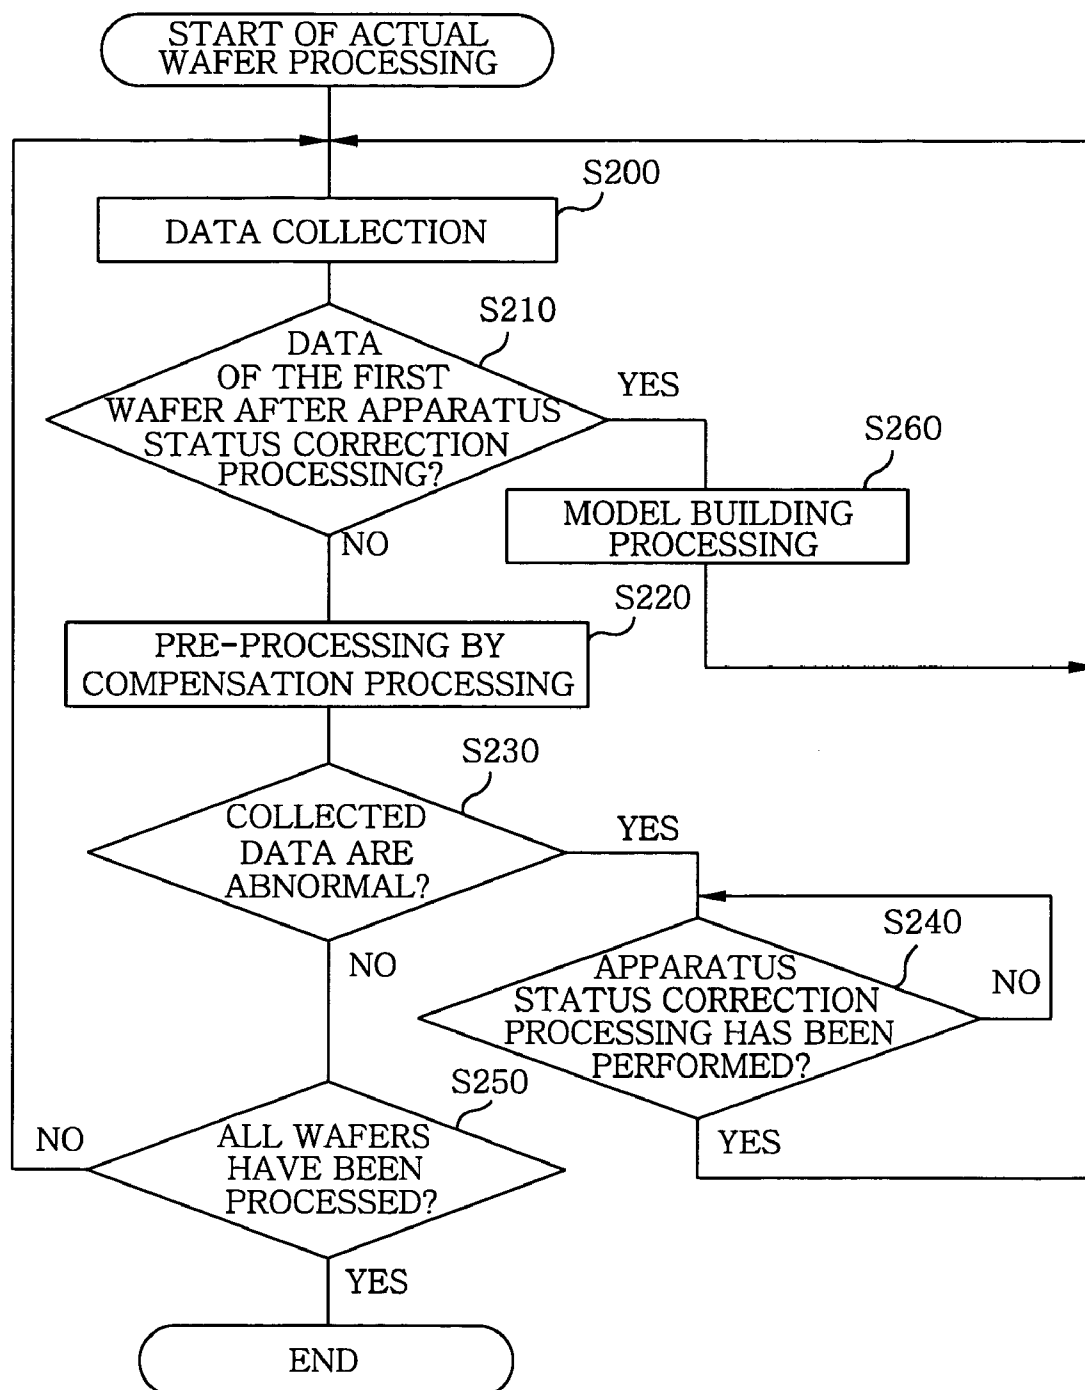 START OF ACTUAL
WAFER PROCESSING
S200
DATA COLLECTION
S210
DATA
OF THE FIRST
WAFER AFTER APPARATUS
STATUS CORRECTION
PROCESSING?
YES
NO
S260
MODEL BUILDING
PROCESSING
S220
PRE-PROCESSING BY
COMPENSATION PROCESSING
S230
COLLECTED
DATA ARE
ABNORMAL?
YES
NO
S240
APPARATUS
STATUS CORRECTION
PROCESSING HAS BEEN
PERFORMED?
NO
YES
S250
ALL WAFERS
HAVE BEEN
PROCESSED?
NO
YES
END